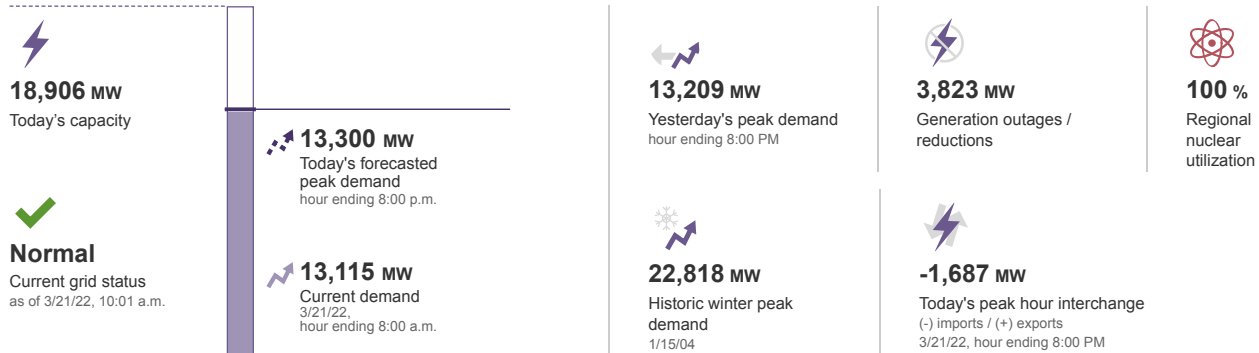 18,906 MW
Today's capacity
Normal
Current grid status
as of 3/21/22, 10:01 a.m.
13,300 MW
Today's forecasted
peak demand
hour ending 8:00 p.m.
13,115 MW
Current demand
3/21/22,
hour ending 8:00 a.m.
13,209 MW
Yesterday's peak demand
hour ending 8:00 PM
3,823 MW
Generation outages /
reductions
100 %
Regional
nuclear
utilization
22,818 MW
Historic winter peak
demand
1/15/04
-1,687 MW
Today's peak hour interchange
(-) imports / (+) exports
3/21/22, hour ending 8:00 PM